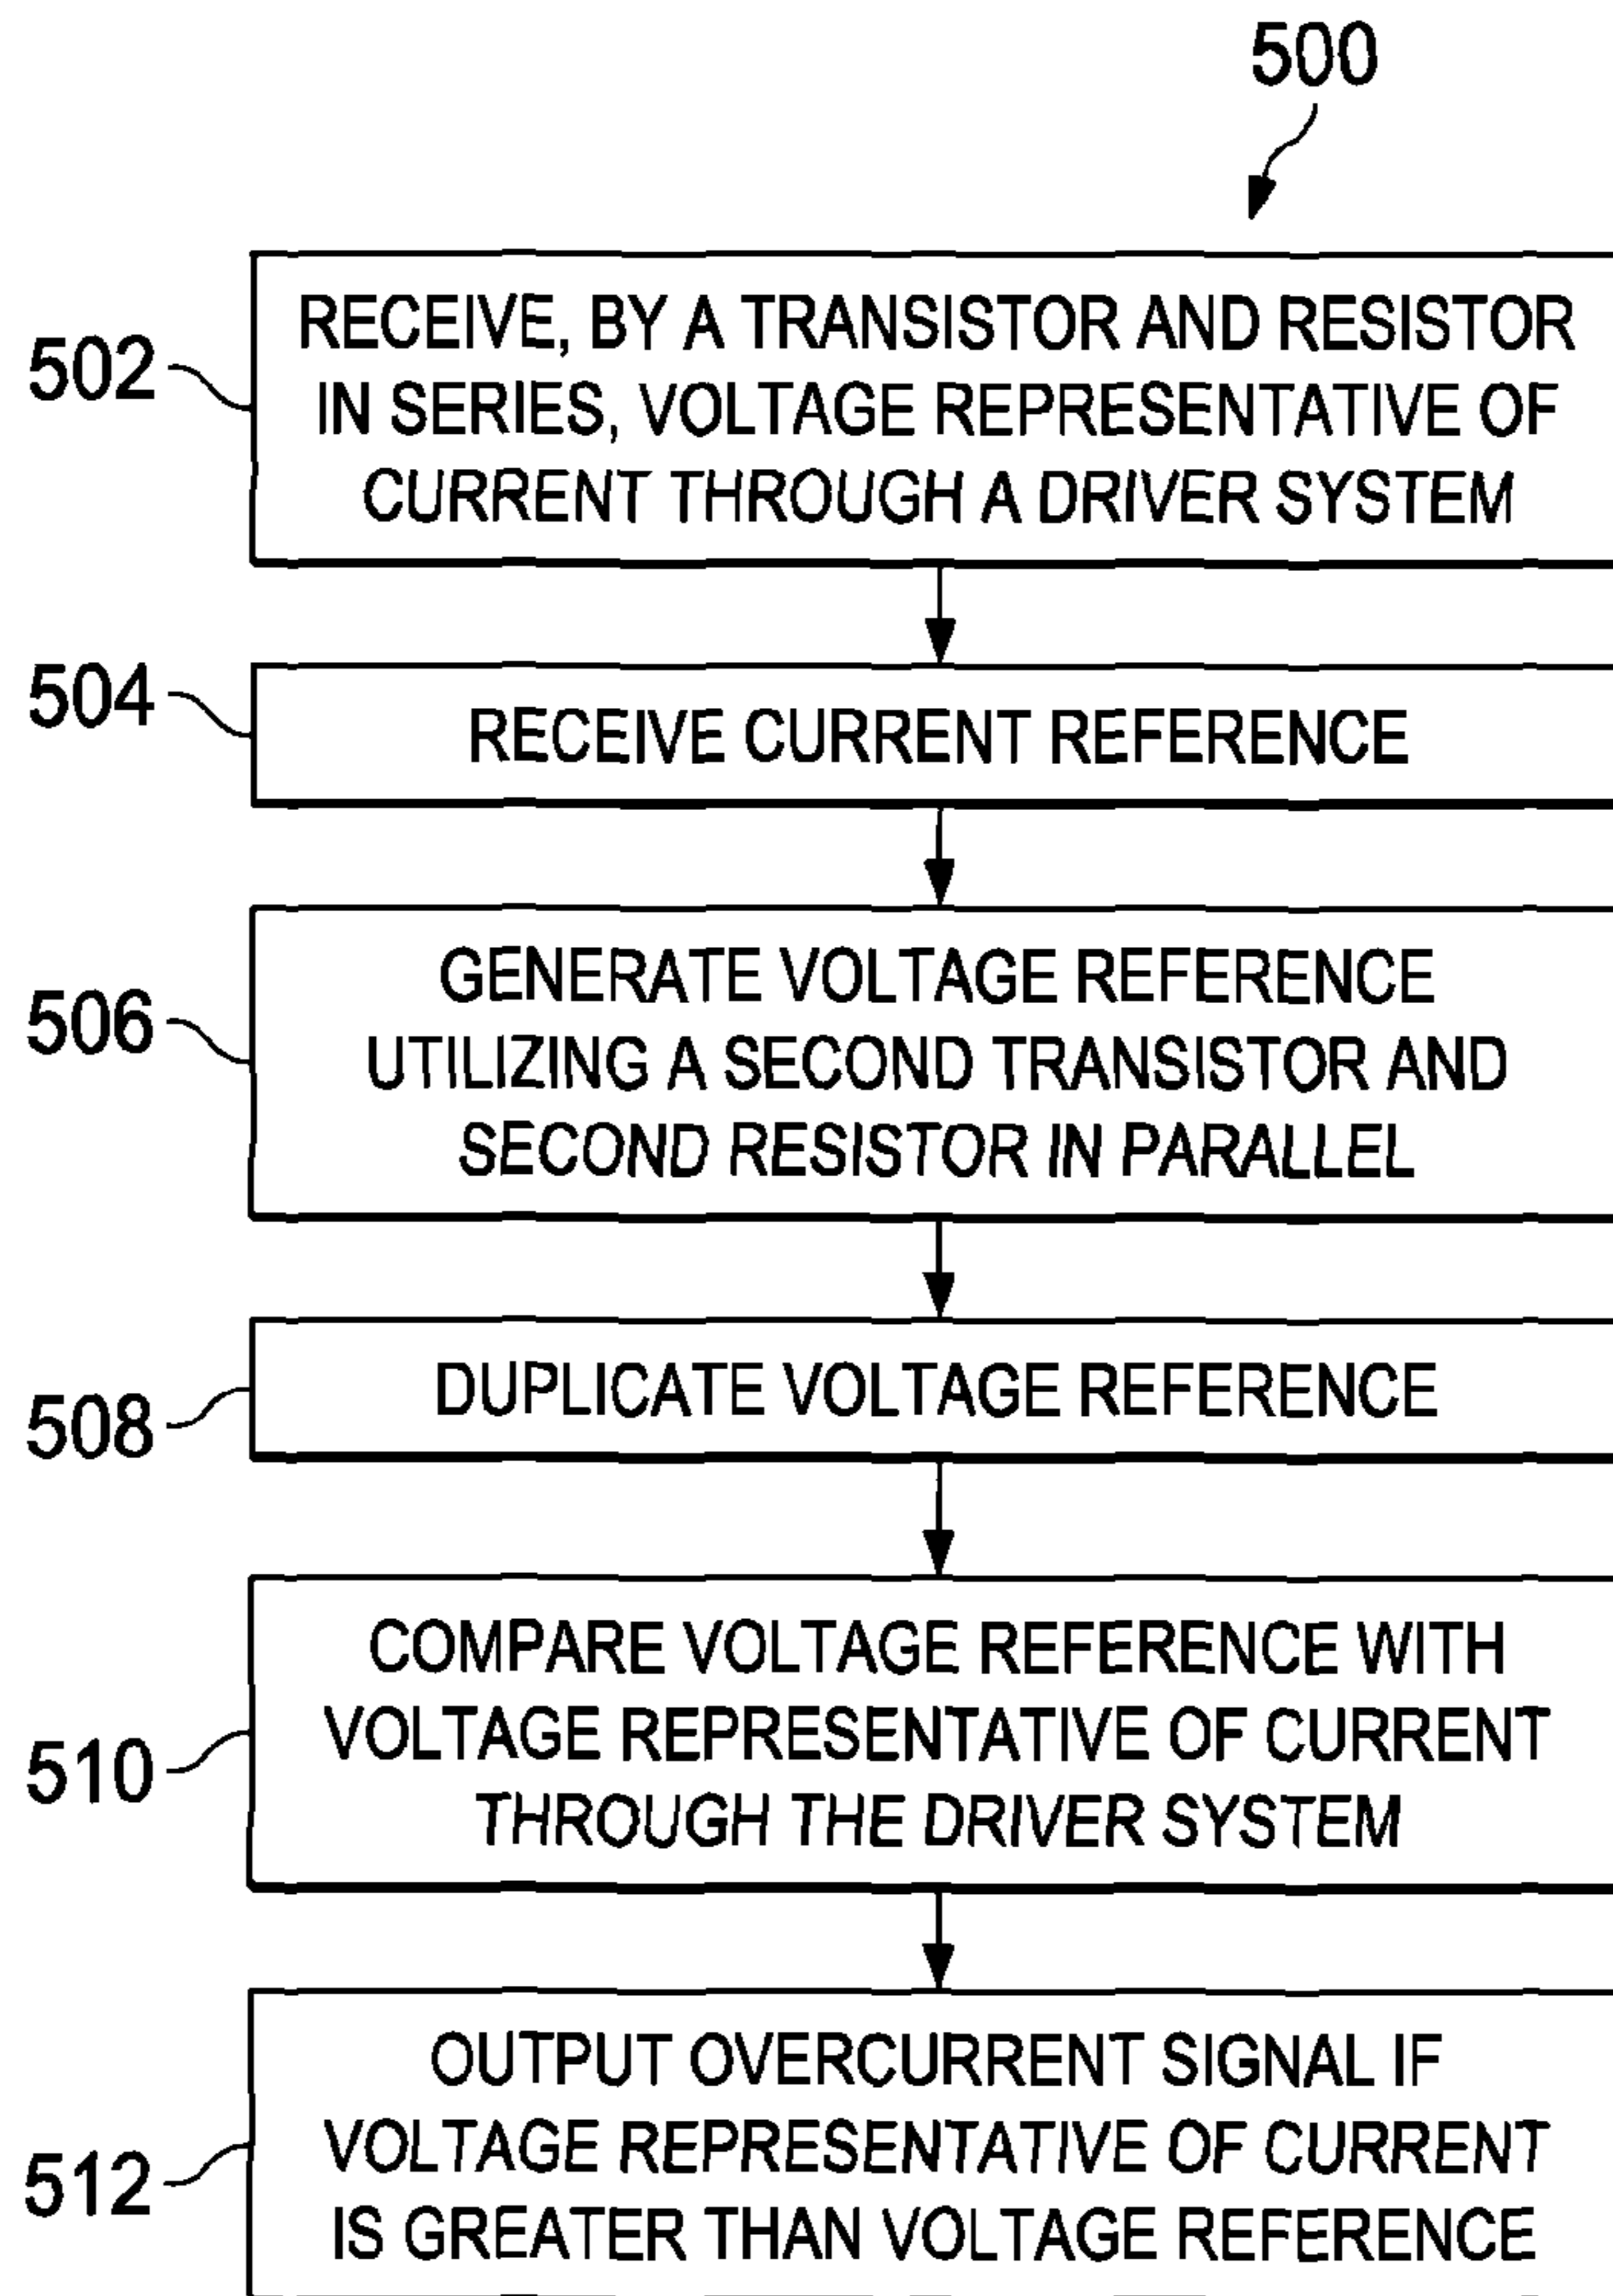 500
502
RECEIVE, BY A TRANSISTOR AND RESISTOR
IN SERIES, VOLTAGE REPRESENTATIVE OF
CURRENT THROUGH A DRIVER SYSTEM
504
RECEIVE CURRENT REFERENCE
506
GENERATE VOLTAGE REFERENCE
UTILIZING A SECOND TRANSISTOR AND
SECOND RESISTOR IN PARALLEL
508
DUPLICATE VOLTAGE REFERENCE
510
COMPARE VOLTAGE REFERENCE WITH
VOLTAGE REPRESENTATIVE OF CURRENT
THROUGH THE DRIVER SYSTEM
512
OUTPUT OVERCURRENT SIGNAL IF
VOLTAGE REPRESENTATIVE OF CURRENT
IS GREATER THAN VOLTAGE REFERENCE